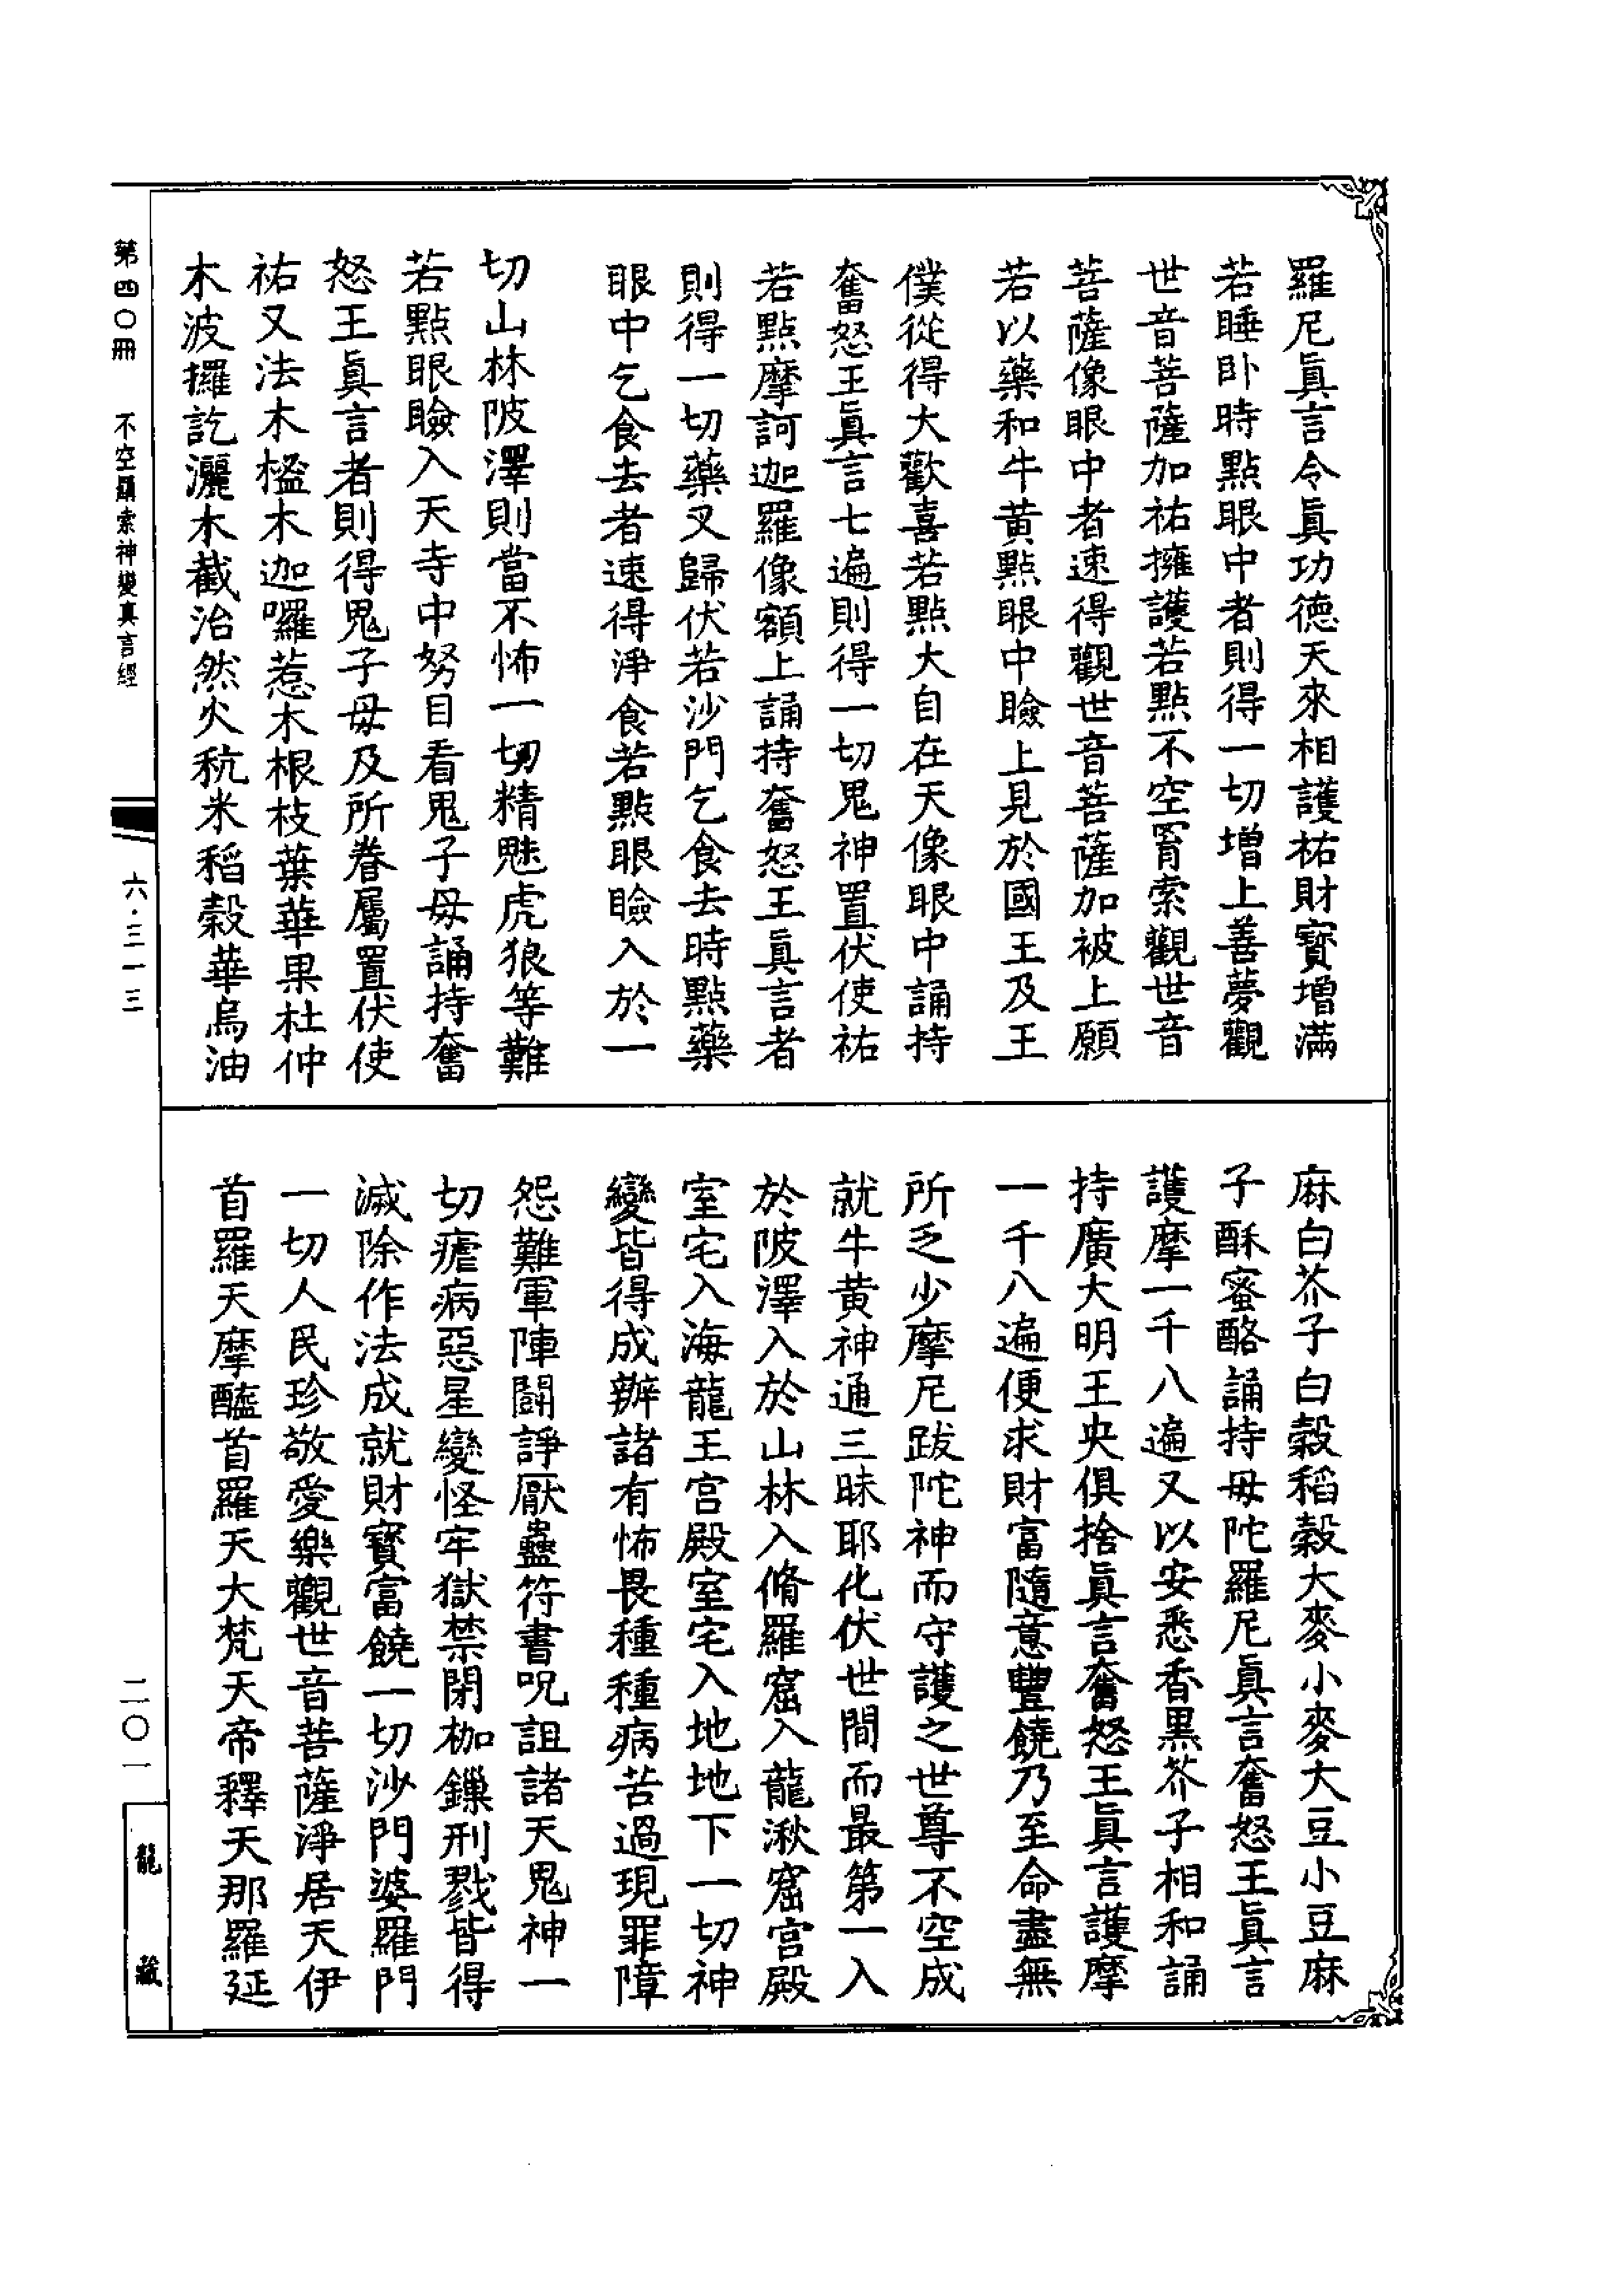 羅尼眞言令眞功德天來相護祐財寶增滿
若睡卧時點眼中者則得一切增上善夢觀
世音菩薩加祐擁護若點不空罥索觀世音
菩薩像眼中者速得觀世音菩薩加被上願
若以藥和牛黄點眼中瞼上見於國王及王
僕從得大歡喜若點大自在天像眼中誦持
奮怒王眞言七遍則得一切鬼神置伏使祐
若點摩訶迦羅像額上誦持奮怒王眞言者
則得一切藥叉歸伏若沙門乞食去時點藥
眼中乞食去者速得淨食若點眼瞼入於一
切山林陂澤則當不怖一切精魅虎狼等難
若點眼瞼入天寺中努目看鬼子母誦持奮
怒王眞言者則得鬼子母及所眷屬置伏使
祐又法木榓木迦囉惹木根枝葉華果杜仲
木波攞訖灑木截治然火秔米稻穀華烏油
麻白芥子白穀稻穀大麥小麥大豆小豆麻
子酥蜜酪誦持母陀羅尼眞言奮怒王眞言
護摩一千八遍又以安悉香黑芥子相和誦
持廣大明王央俱捨眞言奮怒王眞言護摩
一千八遍便求財富隨意豐饒乃至命盡無
所乏少摩尼跋陀神而守護之世尊不空成
就牛黄神通三昧耶化伏世間而最第一入
於陂澤入於山林入脩羅窟入龍湫窟宮殿
室宅入海龍王宮殿室宅入地地下一切神
變皆得成辦諸有怖畏種種病苦過現罪障
怨難軍陣鬪諍厭蠱符書呪詛諸天鬼神一
切瘧病惡星變怪牢獄禁閉枷鏁刑戮皆得
滅除作法成就財寶富饒一切沙門婆羅門
一切人民珍敬愛樂觀世音菩薩淨居天伊
首羅天摩醯首羅天大梵天帝釋天那羅延
第四〇冊　不空罥索神變真言經
六·三一三
二〇一
龍藏